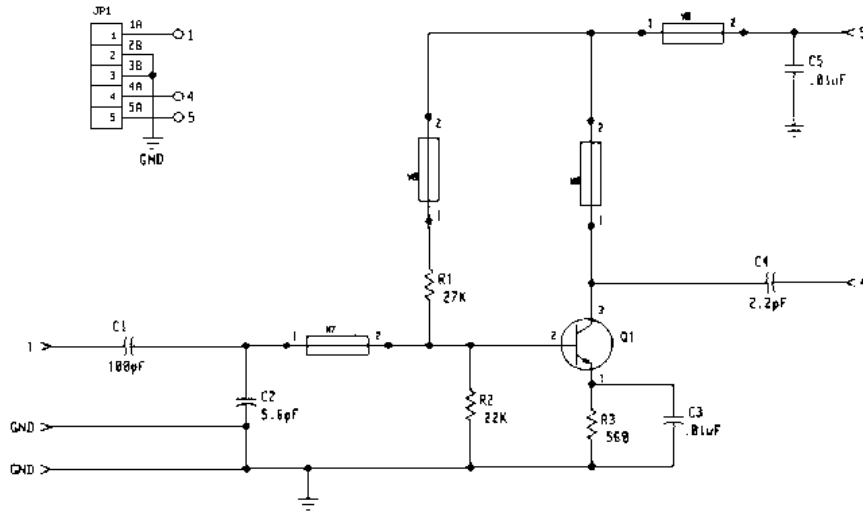 JP1
1 1A 1
2 2B
3 3B
4 4A 4
5 5A 5
GND
1 2
5
C5
.01uF
2
2
1
1
R1
27K
C4
2.2pF
4
3
Q1
2
1
C1
100pF
1
1 2
C2
5.6pF
R2
22K
R3
560
C3
.01uF
GND
GND